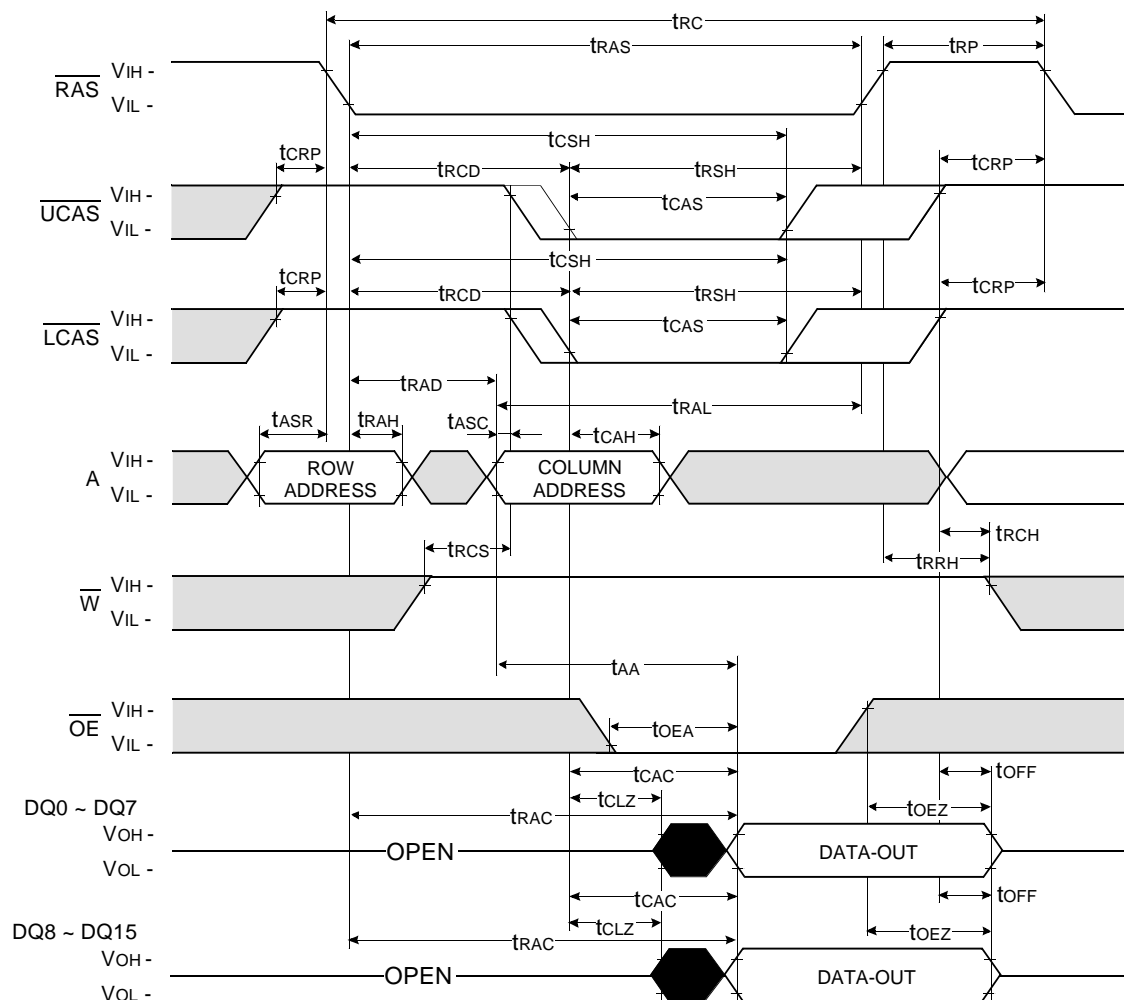 tRC
tRAS
tRP
RAS
VIH -
VIL -
tCSH
tCRP
tRCD
tRSH
tCRP
UCAS
VIH -
VIL -
tCAS
tCSH
tCRP
tRCD
tRSH
tCRP
LCAS
VIH -
VIL -
tCAS
tRAD
tRAL
tASR
tRAH
tASC
tCAH
A
VIH -
VIL -
ROW
ADDRESS
COLUMN
ADDRESS
tRCS
tRCH
tRRH
W
VIH -
VIL -
tAA
OE
VIH -
VIL -
tOEA
tCAC
tOFF
DQ0 ~ DQ7
tCLZ
tOEZ
tRAC
VOH -
VOL -
OPEN
DATA-OUT
tCAC
tOFF
DQ8 ~ DQ15
tCLZ
tOEZ
tRAC
VOH -
VOL -
OPEN
DATA-OUT